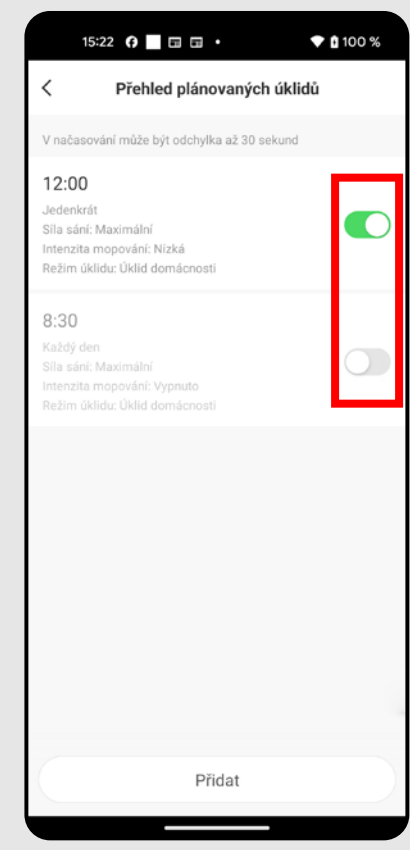 15:22 100 %
Přehled plánovaných úklidů
V načasování může být odchylka až 30 sekund
12:00
Jedenkrát
Síla sání: Maximální
Intenzita mopování: Nízká
Režim úklidu: Úklid domácnosti
8:30
Každý den
Síla sání: Maximální
Intenzita mopování: Vypnuto
Režim úklidu: Úklid domácnosti
Přidat